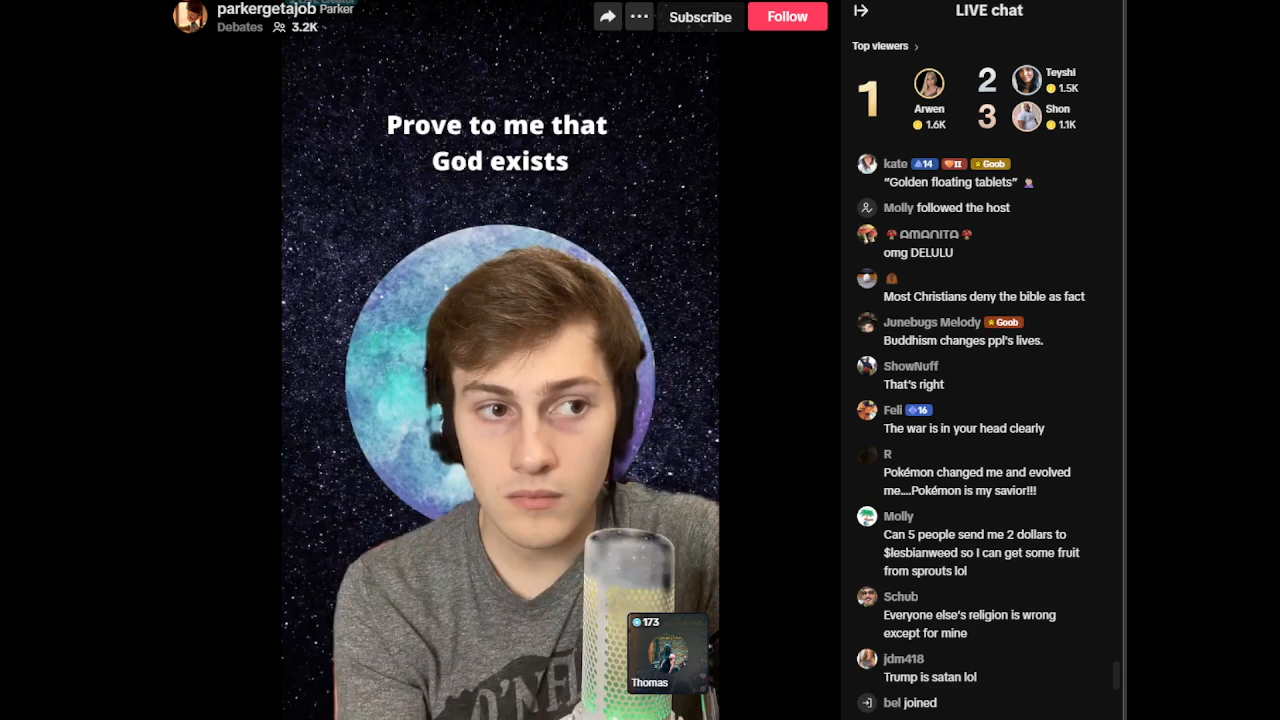 parkergetajob Parker
Debates 3.2K
Subscribe
Follow
Prove to me that
God exists
O'NE
173
Thomas
LIVE chat
Top viewers
1
Arwen
1.6K
2
Teyshi
1.5K
3
Shon
1.1K
kate 14 II Goob
“Golden floating tablets”
Molly followed the host
AMANITA
omg DELULU
Most Christians deny the bible as fact
Junebugs Melody Goob
Buddhism changes ppl's lives.
ShowNuff
That’s right
Feli 16
The war is in your head clearly
R
Pokémon changed me and evolved
me....Pokémon is my savior!!!
Molly
Can 5 people send me 2 dollars to
$lesbianweed so I can get some fruit
from sprouts lol
Schub
Everyone else’s religion is wrong
except for mine
jdm418
Trump is satan lol
bel joined